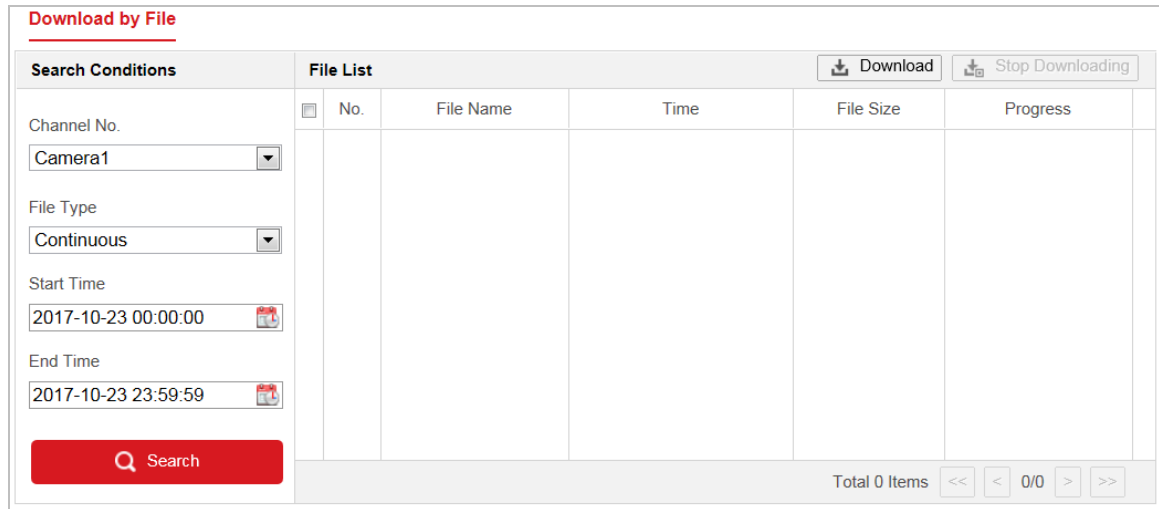 Download by File
Search Conditions
File List
Download
Stop Downloading
No.
File Name
Time
File Size
Progress
Channel No.
Camera1
File Type
Continuous
Start Time
2017-10-23 00:00:00
End Time
2017-10-23 23:59:59
Search
Total 0 Items << < 0/0 > >>